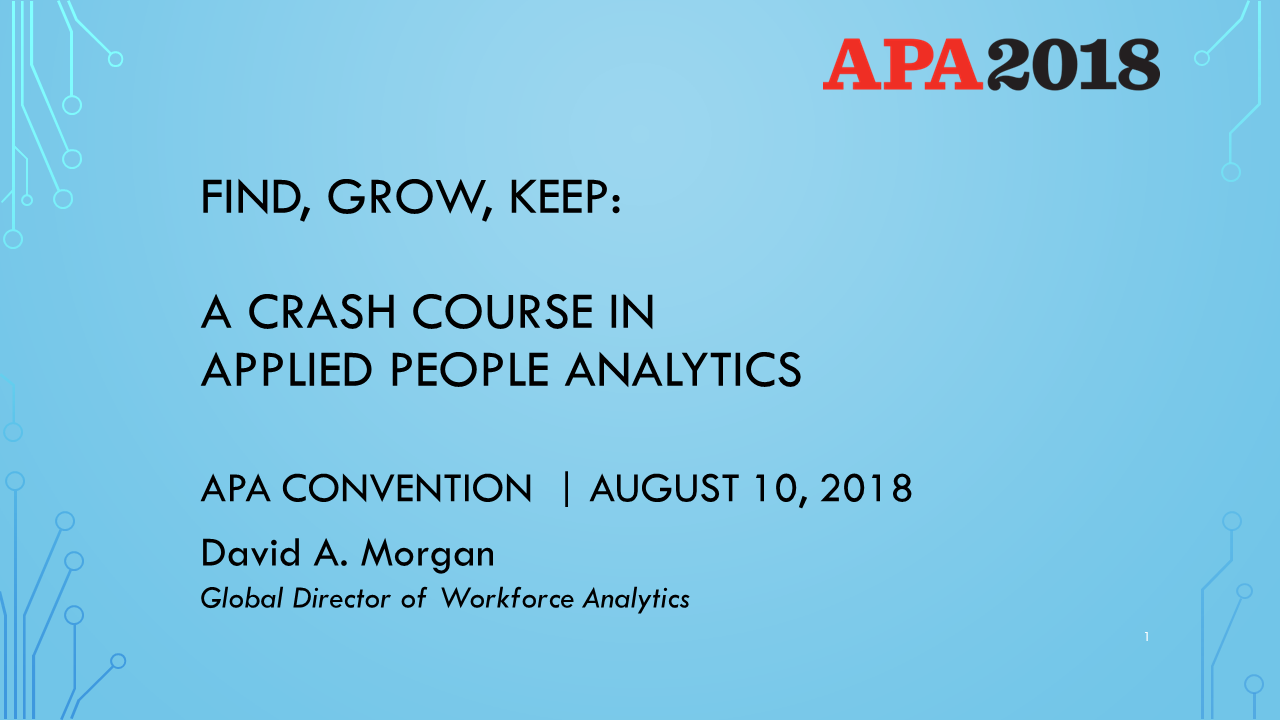 APA2018
FIND, GROW, KEEP:
A CRASH COURSE IN
APPLIED PEOPLE ANALYTICS
APA CONVENTION | AUGUST 10, 2018
David A. Morgan
Global Director of Workforce Analytics
1